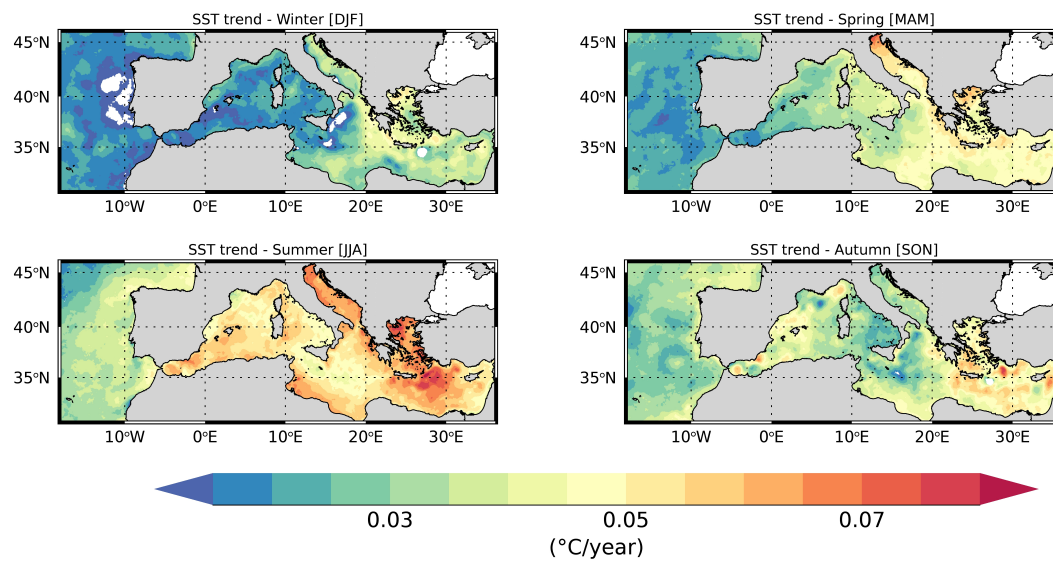 SST trend - Winter [DJF]
SST trend - Spring [MAM]
45°N
40°N
35°N
10°W 0°E 10°E 20°E 30°E
45°N
40°N
35°N
10°W 0°E 10°E 20°E 30°E
SST trend - Summer [JJA]
SST trend - Autumn [SON]
45°N
40°N
35°N
10°W 0°E 10°E 20°E 30°E
45°N
40°N
35°N
10°W 0°E 10°E 20°E 30°E
0.03 0.05 0.07
(°C/year)